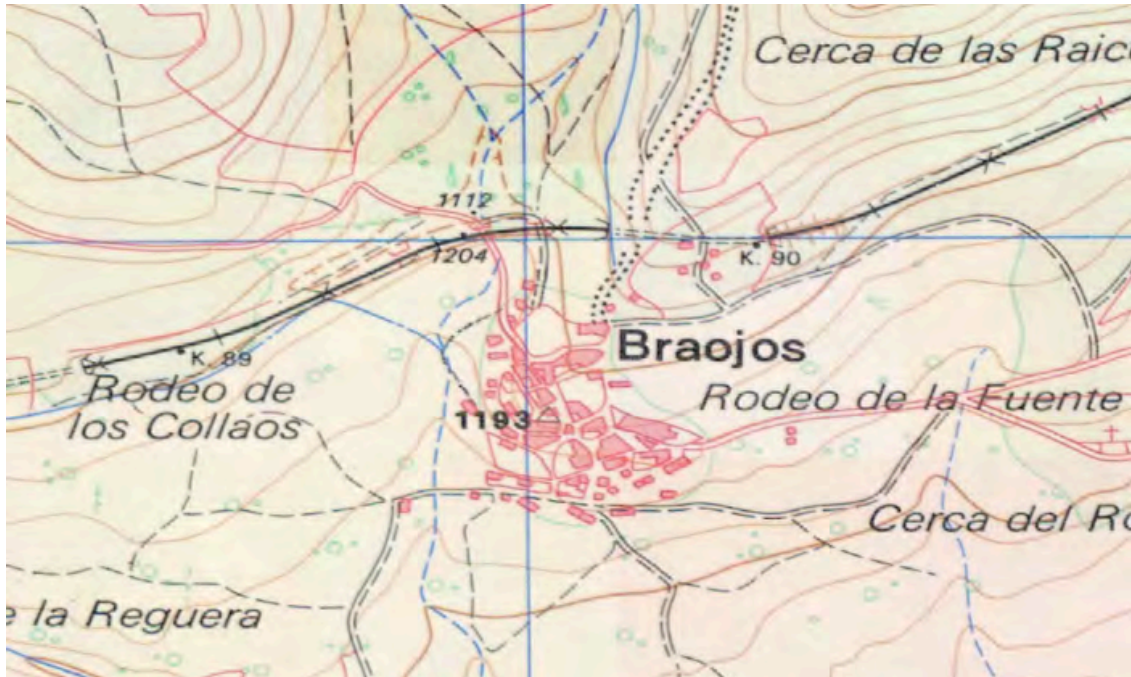 Cerca de las Raic
1112
1204
K. 90
K. 89
Braojos
Rodeo de
los Collaos
Rodeo de la Fuente
1193
Cerca del Ro
e la Reguera